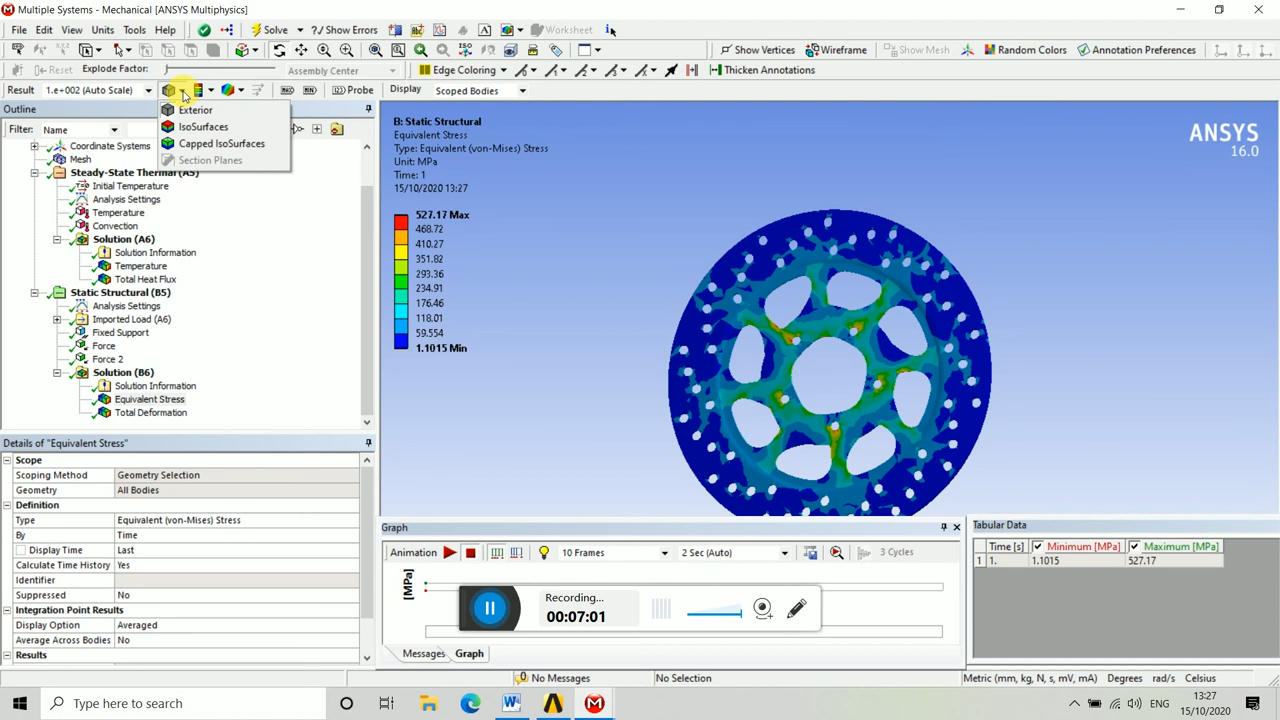 Multiple Systems - Mechanical [ANSYS Multiphysics]
File Edit View Units Tools Help Solve ?/ Show Errors Worksheet
Show Vertices Wireframe Show Mesh Random Colors Annotation Preferences
Reset Explode Factor: Assembly Center Edge Coloring Thicken Annotations
Result 1.e+002 (Auto Scale) MAX MIN Probe Display Scoped Bodies
Exterior
IsoSurfaces
Capped IsoSurfaces
Section Planes
Outline
Filter: Name
Coordinate Systems
Mesh
Steady-State Thermal (A5)
Initial Temperature
Analysis Settings
Temperature
Convection
Solution (A6)
Solution Information
Temperature
Total Heat Flux
Static Structural (B5)
Analysis Settings
Imported Load (A6)
Fixed Support
Force
Force 2
Solution (B6)
Solution Information
Equivalent Stress
Total Deformation
Details of "Equivalent Stress"
Scope
Scoping Method Geometry Selection
Geometry All Bodies
Definition
Type Equivalent (von-Mises) Stress
By Time
Display Time Last
Calculate Time History Yes
Identifier
Suppressed No
Integration Point Results
Display Option Averaged
Average Across Bodies No
Results
B: Static Structural
Equivalent Stress
Type: Equivalent (von-Mises) Stress
Unit: MPa
Time: 1
15/10/2020 13:27
527.17 Max
468.72
410.27
351.82
293.36
234.91
176.46
118.01
59.554
1.1015 Min
ANSYS
16.0
Graph
Animation 10 Frames 2 Sec (Auto) 3 Cycles
[MPa]
Recording...
00:07:01
Messages Graph
Tabular Data
Time [s] Minimum [MPa] Maximum [MPa]
1 1. 1.1015 527.17
0 No Messages No Selection Metric (mm, kg, N, s, mV, mA) Degrees rad/s Celsius
Type here to search
ENG
13:27
15/10/2020